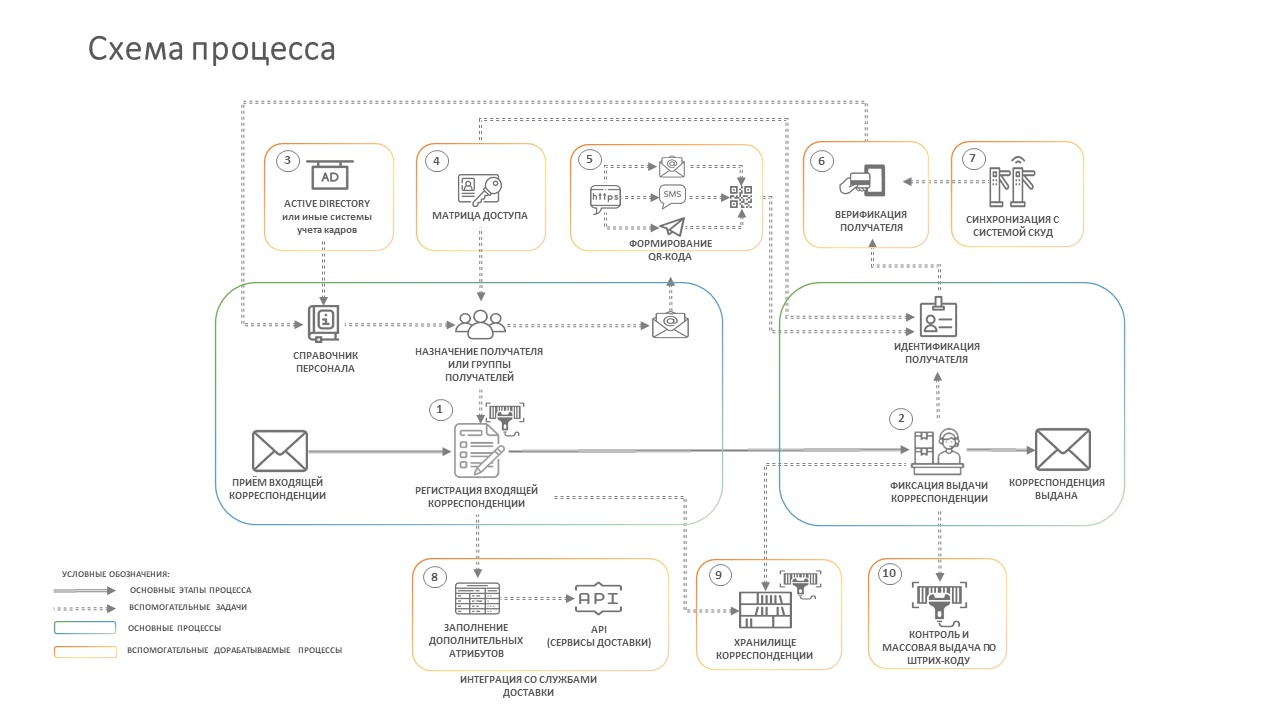 Схема процесса
3
AD
ACTIVE DIRECTORY
или иные системы
учета кадров
4
МАТРИЦА ДОСТУПА
5
https
@
SMS
ФОРМИРОВАНИЕ
QR-КОДА
6
ВЕРИФИКАЦИЯ
ПОЛУЧАТЕЛЯ
7
СИНХРОНИЗАЦИЯ С
СИСТЕМОЙ СКУД
СПРАВОЧНИК
ПЕРСОНАЛА
НАЗНАЧЕНИЕ ПОЛУЧАТЕЛЯ
ИЛИ ГРУППЫ
ПОЛУЧАТЕЛЕЙ
@
ИДЕНТИФИКАЦИЯ
ПОЛУЧАТЕЛЯ
1
2
ПРИЁМ ВХОДЯЩЕЙ
КОРРЕСПОНДЕНЦИИ
РЕГИСТРАЦИЯ ВХОДЯЩЕЙ
КОРРЕСПОНДЕНЦИИ
ФИКСАЦИЯ ВЫДАЧИ
КОРРЕСПОНДЕНЦИИ
КОРРЕСПОНДЕНЦИЯ
ВЫДАНА
8
ЗАПОЛНЕНИЕ
ДОПОЛНИТЕЛЬНЫХ
АТРИБУТОВ
API
API
(СЕРВИСЫ ДОСТАВКИ)
ИНТЕГРАЦИЯ СО СЛУЖБАМИ
ДОСТАВКИ
9
ХРАНИЛИЩЕ
КОРРЕСПОНДЕНЦИИ
10
КОНТРОЛЬ И
МАССОВАЯ ВЫДАЧА ПО
ШТРИХ-КОДУ
УСЛОВНЫЕ ОБОЗНАЧЕНИЯ:
ОСНОВНЫЕ ЭТАПЫ ПРОЦЕССА
ВСПОМОГАТЕЛЬНЫЕ ЗАДАЧИ
ОСНОВНЫЕ ПРОЦЕССЫ
ВСПОМОГАТЕЛЬНЫЕ ДОРАБАТЫВАЕМЫЕ ПРОЦЕССЫ